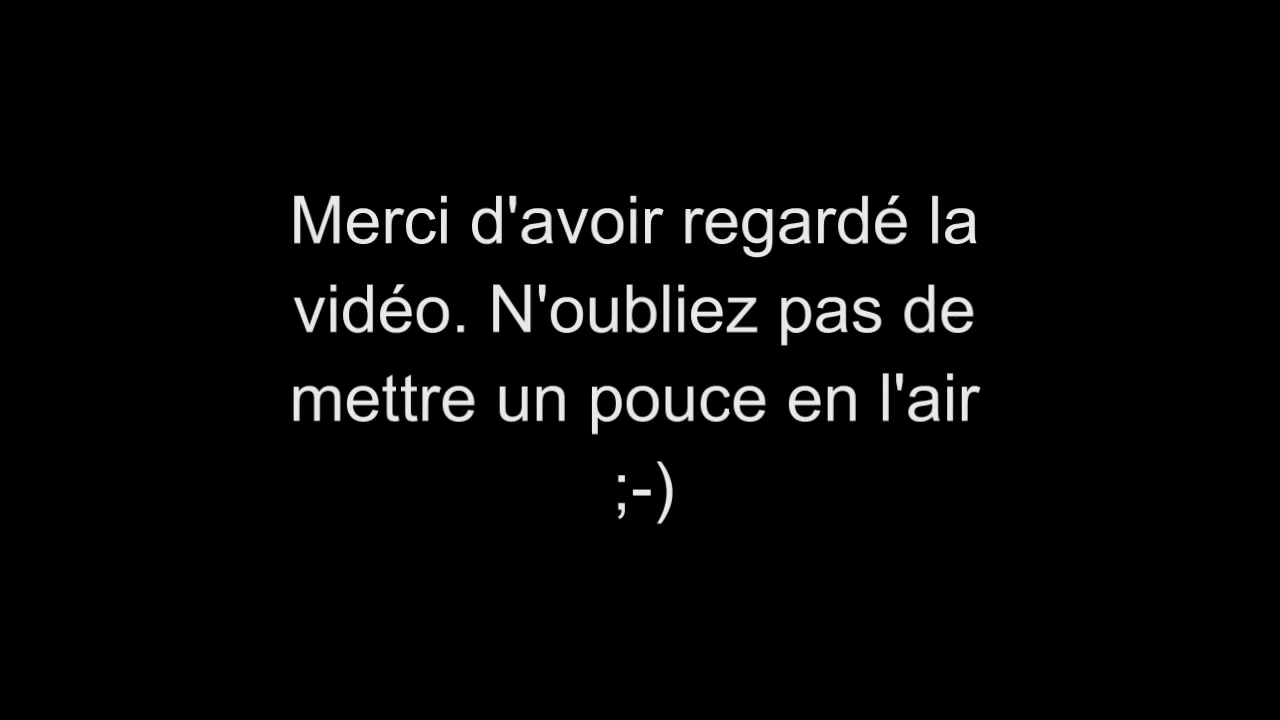 Merci d'avoir regardé la
vidéo. N'oubliez pas de
mettre un pouce en l'air
;-)